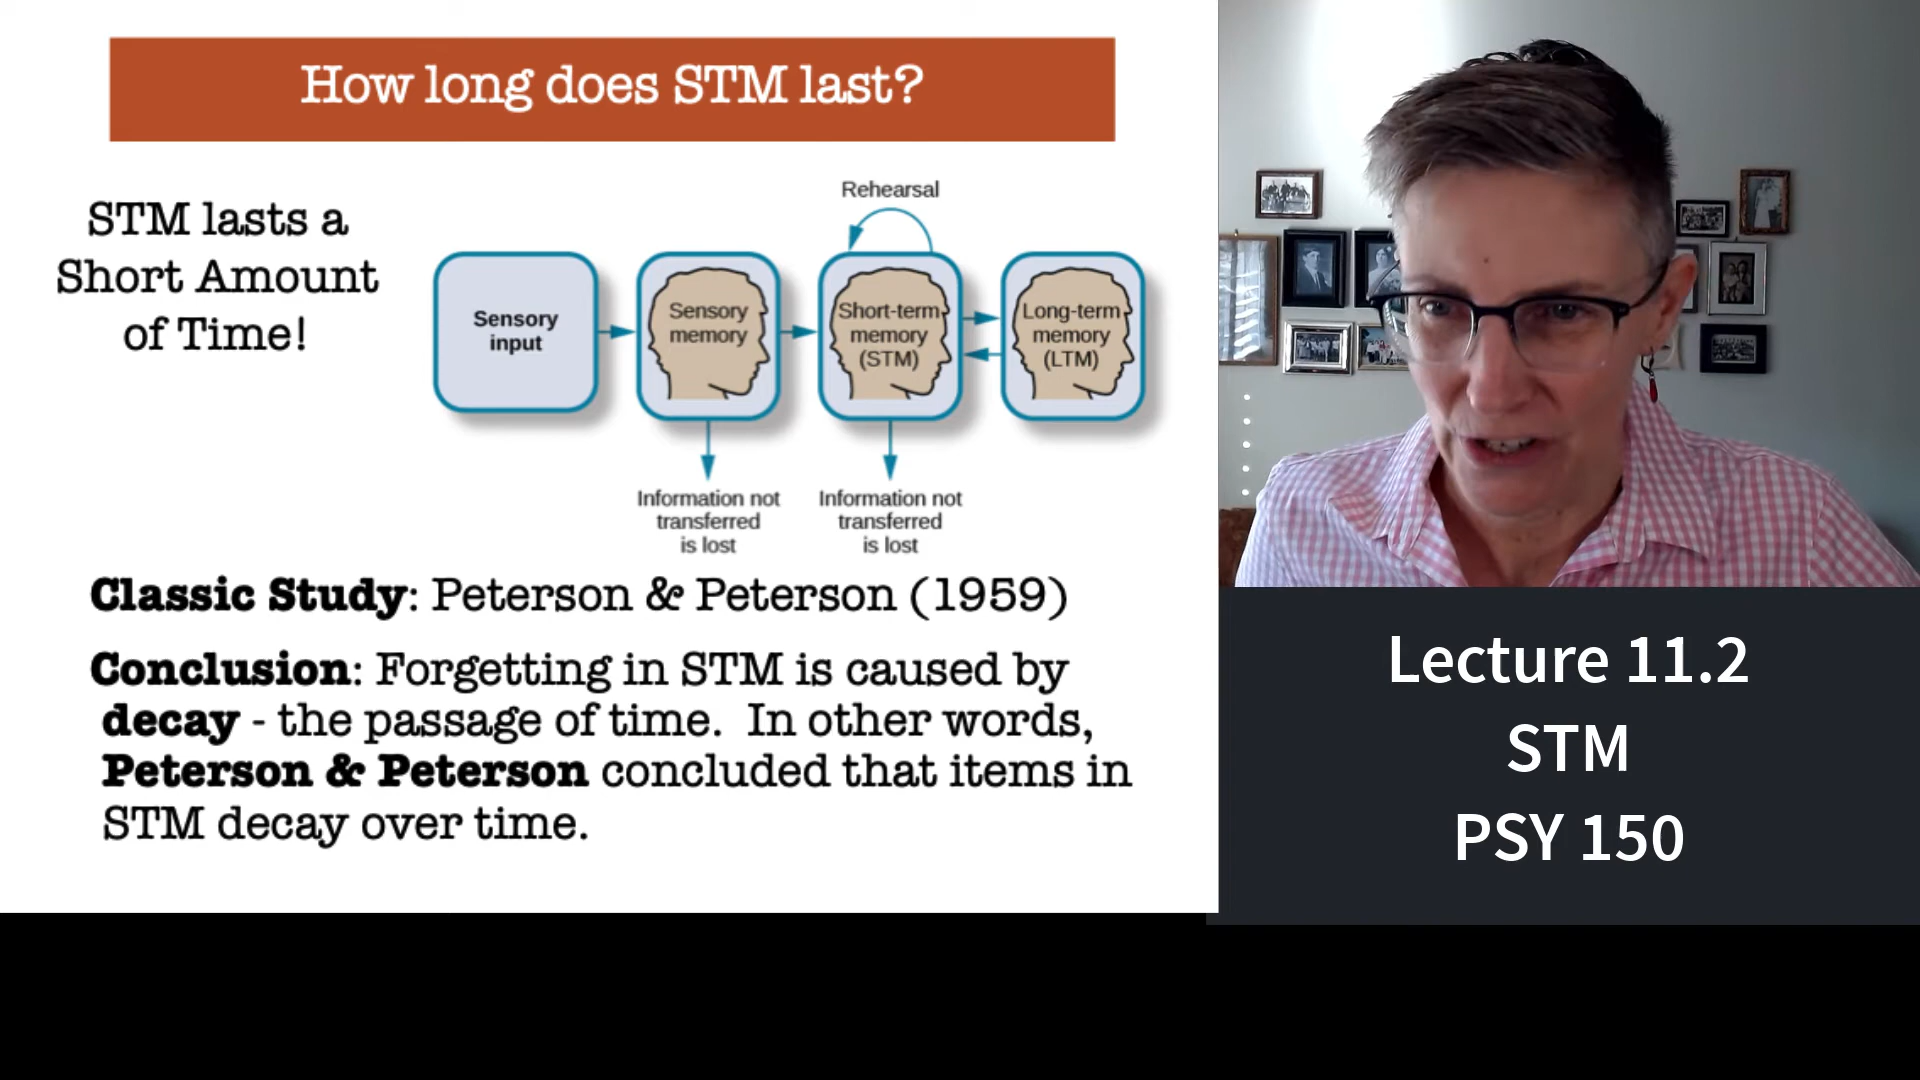 How long does STM last?
STM lasts a
Short Amount
of Time!
Rehearsal
Sensory
input
Sensory
memory
Short-term
memory
(STM)
Long-term
memory
(LTM)
Information not
transferred
is lost
Information not
transferred
is lost
Classic Study: Peterson & Peterson (1959)
Conclusion: Forgetting in STM is caused by
decay - the passage of time. In other words,
Peterson & Peterson concluded that items in
STM decay over time.
Lecture 11.2
STM
PSY 150